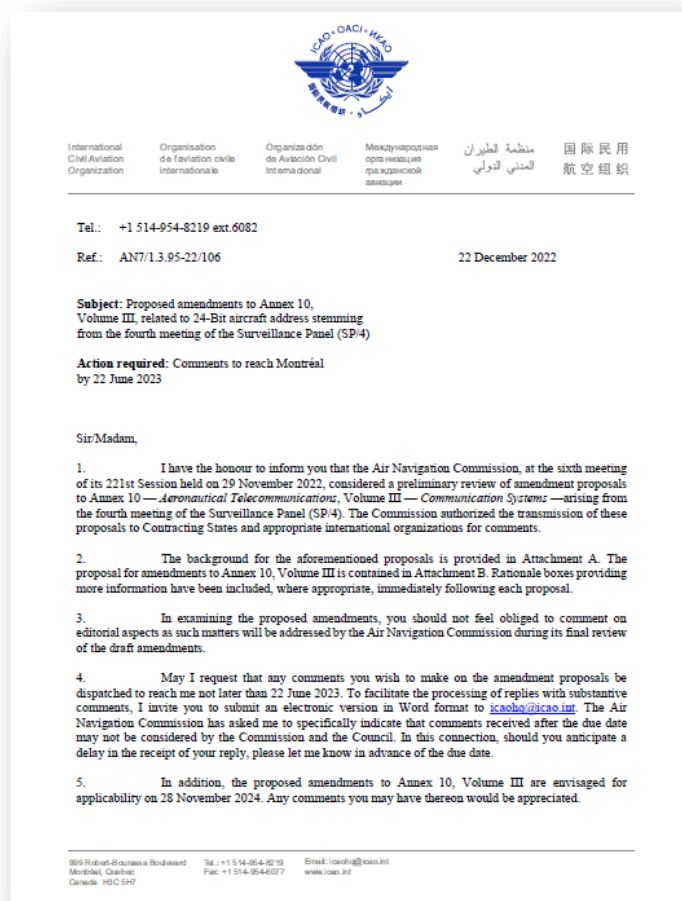 ICAO · OACI · ИКАО
International
Civil Aviation
Organization
Organisation
de l'aviation civile
internationale
Organización
de Aviación Civil
Internacional
Международная
организация
гражданской
авиации
منظمة الطيران
المدني الدولي
国际民用
航空组织
Tel.: +1 514-954-8219 ext.6082
Ref.: AN7/1.3.95-22/106 22 December 2022
Subject: Proposed amendments to Annex 10,
Volume III, related to 24-Bit aircraft address stemming
from the fourth meeting of the Surveillance Panel (SP/4)
Action required: Comments to reach Montréal
by 22 June 2023
Sir/Madam,
1. I have the honour to inform you that the Air Navigation Commission, at the sixth meeting
of its 221st Session held on 29 November 2022, considered a preliminary review of amendment proposals
to Annex 10 — Aeronautical Telecommunications, Volume III — Communication Systems —arising from
the fourth meeting of the Surveillance Panel (SP/4). The Commission authorized the transmission of these
proposals to Contracting States and appropriate international organizations for comments.
2. The background for the aforementioned proposals is provided in Attachment A. The
proposal for amendments to Annex 10, Volume III is contained in Attachment B. Rationale boxes providing
more information have been included, where appropriate, immediately following each proposal.
3. In examining the proposed amendments, you should not feel obliged to comment on
editorial aspects as such matters will be addressed by the Air Navigation Commission during its final review
of the draft amendments.
4. May I request that any comments you wish to make on the amendment proposals be
dispatched to reach me not later than 22 June 2023. To facilitate the processing of replies with substantive
comments, I invite you to submit an electronic version in Word format to icaohq@icao.int. The Air
Navigation Commission has asked me to specifically indicate that comments received after the due date
may not be considered by the Commission and the Council. In this connection, should you anticipate a
delay in the receipt of your reply, please let me know in advance of the due date.
5. In addition, the proposed amendments to Annex 10, Volume III are envisaged for
applicability on 28 November 2024. Any comments you may have thereon would be appreciated.
999 Robert-Bourassa Boulevard
Montréal, Quebec
Canada H3C 5H7
Tel.: +1 514-954-8219
Fax: +1 514-954-6077
Email: icaohq@icao.int
www.icao.int